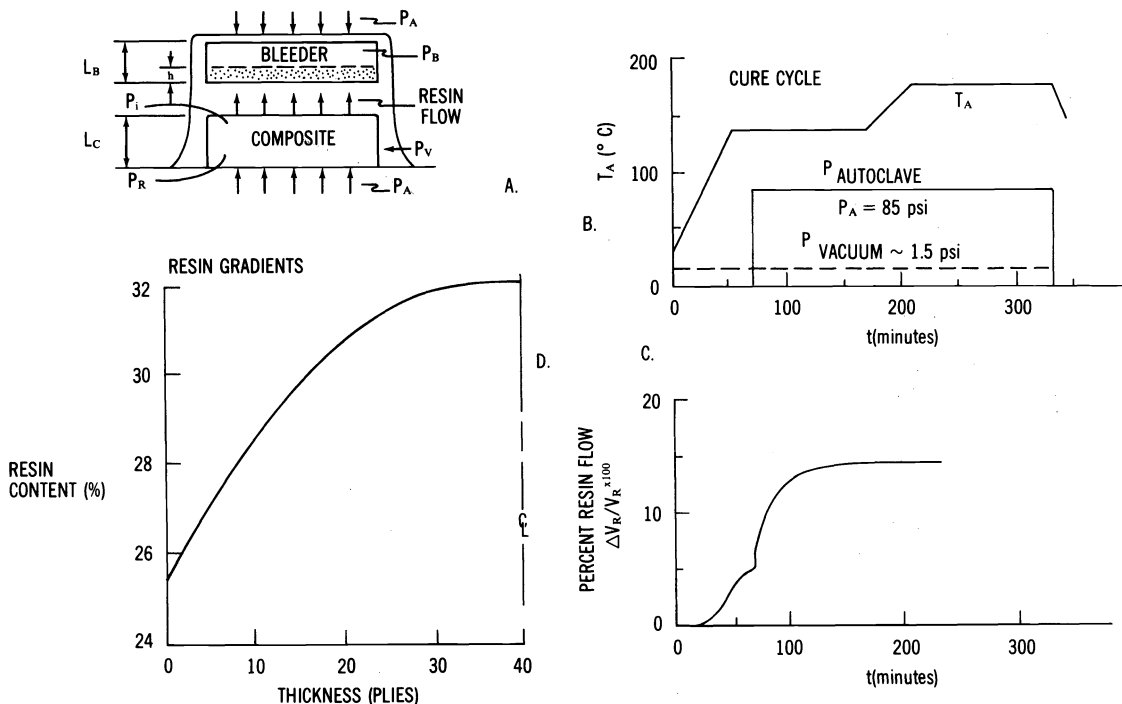 P_A
BLEEDER
P_B
L_B
h
P_i
RESIN
FLOW
L_C
COMPOSITE
P_V
P_R
P_A
A.
CURE CYCLE
T_A
P AUTOCLAVE
P_A = 85 psi
P VACUUM ~ 1.5 psi
T_A (° C)
200
100
0
0
100
200
300
t(minutes)
B.
RESIN GRADIENTS
32
30
28
26
24
RESIN
CONTENT (%)
0
10
20
30
40
THICKNESS (PLIES)
C
L
D.
C.
20
10
0
PERCENT RESIN FLOW
ΔV_R/V_R x100
0
100
200
300
t(minutes)